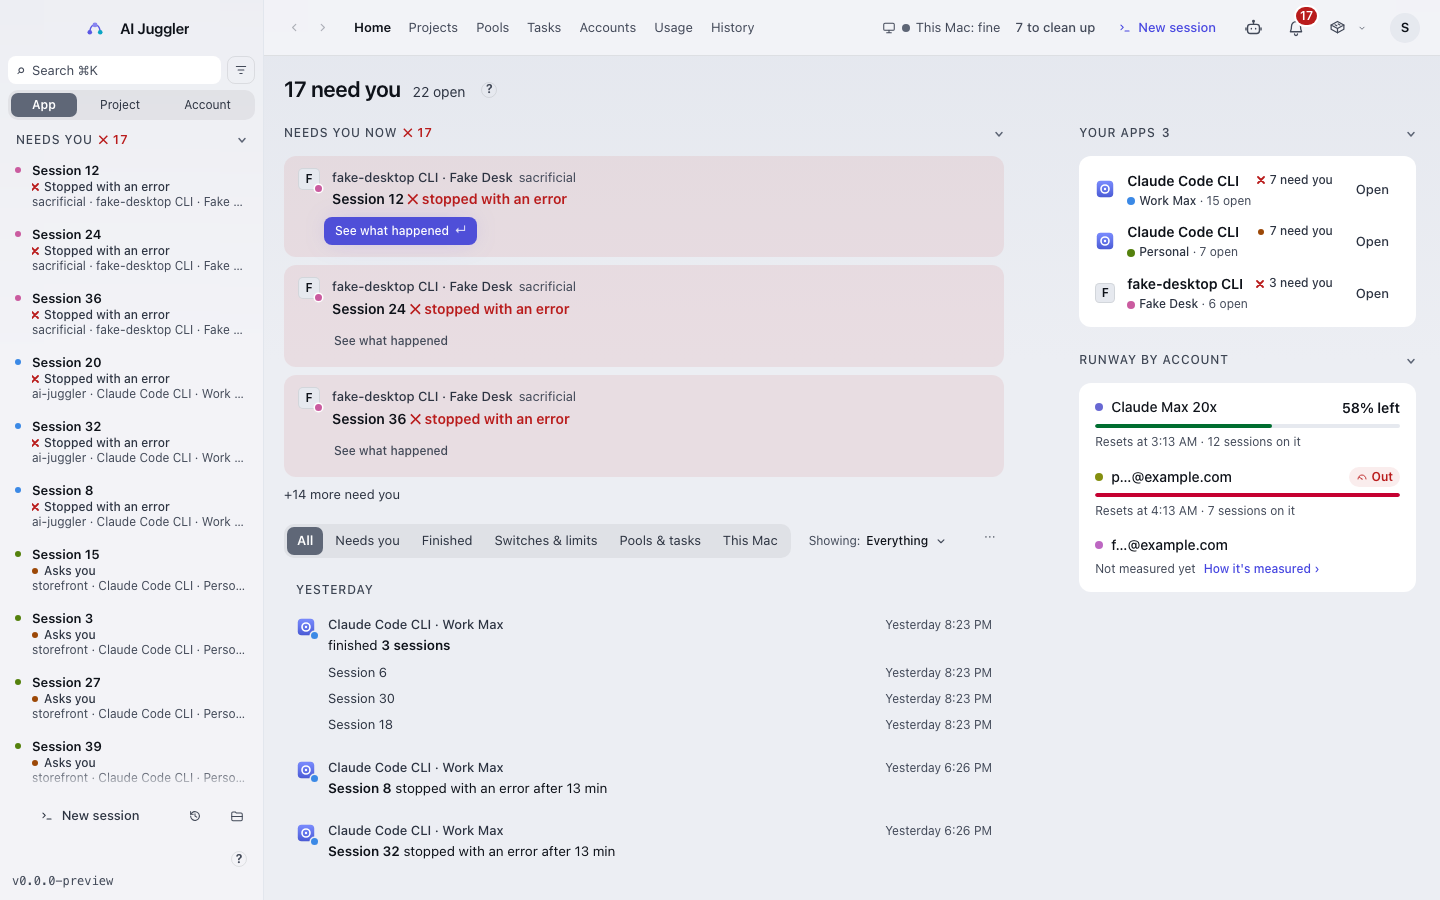 AI Juggler
Search ⌘K
App Project Account
NEEDS YOU 17
Session 12
Stopped with an error
sacrificial · fake-desktop CLI · Fake ...
Session 24
Stopped with an error
sacrificial · fake-desktop CLI · Fake ...
Session 36
Stopped with an error
sacrificial · fake-desktop CLI · Fake ...
Session 20
Stopped with an error
ai-juggler · Claude Code CLI · Work ...
Session 32
Stopped with an error
ai-juggler · Claude Code CLI · Work ...
Session 8
Stopped with an error
ai-juggler · Claude Code CLI · Work ...
Session 15
Asks you
storefront · Claude Code CLI · Perso...
Session 3
Asks you
storefront · Claude Code CLI · Perso...
Session 27
Asks you
storefront · Claude Code CLI · Perso...
Session 39
Asks you
storefront · Claude Code CLI · Perso...
New session
?
v0.0.0-preview
Home Projects Pools Tasks Accounts Usage History
This Mac: fine 7 to clean up New session 17 S
17 need you 22 open ?
NEEDS YOU NOW 17
F fake-desktop CLI · Fake Desk sacrificial
Session 12 stopped with an error
See what happened
F fake-desktop CLI · Fake Desk sacrificial
Session 24 stopped with an error
See what happened
F fake-desktop CLI · Fake Desk sacrificial
Session 36 stopped with an error
See what happened
+14 more need you
All Needs you Finished Switches & limits Pools & tasks This Mac Showing: Everything ...
YESTERDAY
Claude Code CLI · Work Max Yesterday 8:23 PM
finished 3 sessions
Session 6 Yesterday 8:23 PM
Session 30 Yesterday 8:23 PM
Session 18 Yesterday 8:23 PM
Claude Code CLI · Work Max Yesterday 6:26 PM
Session 8 stopped with an error after 13 min
Claude Code CLI · Work Max Yesterday 6:26 PM
Session 32 stopped with an error after 13 min
YOUR APPS 3
Claude Code CLI 7 need you Open
Work Max · 15 open
Claude Code CLI 7 need you Open
Personal · 7 open
F fake-desktop CLI 3 need you Open
Fake Desk · 6 open
RUNWAY BY ACCOUNT
Claude Max 20x 58% left
Resets at 3:13 AM · 12 sessions on it
p...@example.com Out
Resets at 4:13 AM · 7 sessions on it
f...@example.com
Not measured yet How it's measured ›